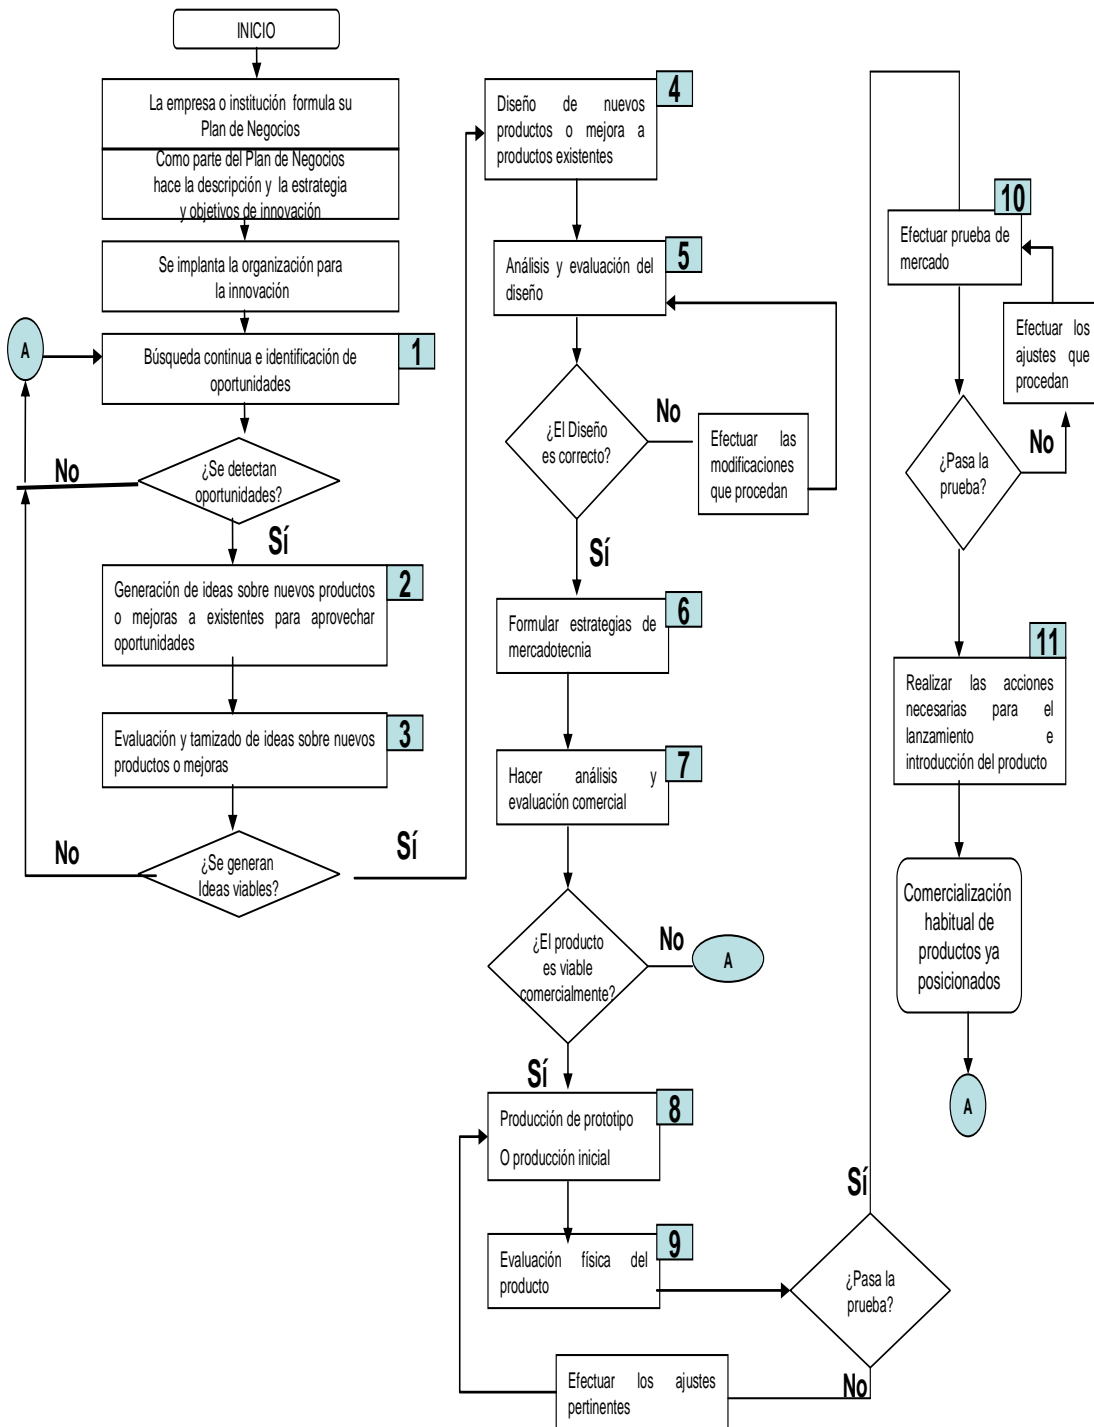 INICIO
La empresa o institución formula su
Plan de Negocios
Como parte del Plan de Negocios
hace la descripción y la estrategia
y objetivos de innovación
Se implanta la organización para
la innovación
A
1
Búsqueda continua e identificación de
oportunidades
No
¿Se detectan
oportunidades?
Sí
2
Generación de ideas sobre nuevos productos
o mejoras a existentes para aprovechar
oportunidades
3
Evaluación y tamizado de ideas sobre nuevos
productos o mejoras
No
¿Se generan
Ideas viables?
Sí
4
Diseño de nuevos
productos o mejora a
productos existentes
5
Análisis y evaluación del
diseño
¿El Diseño
es correcto?
No
Efectuar las
modificaciones
que procedan
Sí
6
Formular estrategias de
mercadotecnia
7
Hacer análisis y
evaluación comercial
¿El producto
es viable
comercialmente?
No
A
Sí
8
Producción de prototipo
O producción inicial
9
Evaluación física del
producto
¿Pasa la
prueba?
Sí
No
Efectuar los ajustes
pertinentes
10
Efectuar prueba de
mercado
Efectuar los
ajustes que
procedan
¿Pasa la
prueba?
No
11
Realizar las acciones
necesarias para el
lanzamiento e
introducción del producto
Comercialización
habitual de
productos ya
posicionados
A